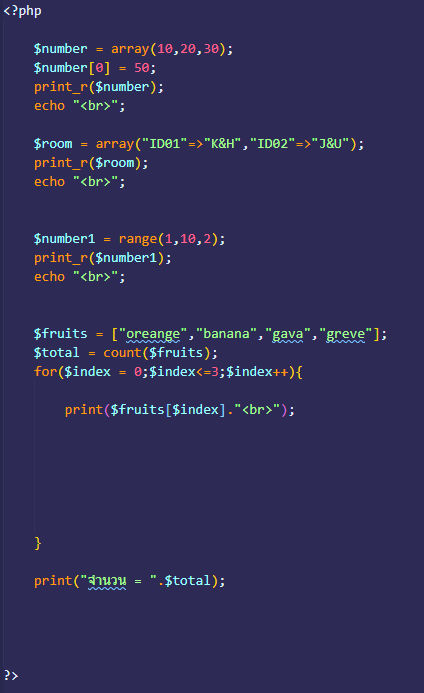 <?php
$number = array(10,20,30);
$number[0] = 50;
print_r($number);
echo "<br>";
$room = array("ID01"=>"K&H","ID02"=>"J&U");
print_r($room);
echo "<br>";
$number1 = range(1,10,2);
print_r($number1);
echo "<br>";
$fruits = ["oreange","banana","gava","greve"];
$total = count($fruits);
for($index = 0;$index<=3;$index++){
print($fruits[$index]."<br>");
}
print("จำนวน = ".$total);
?>